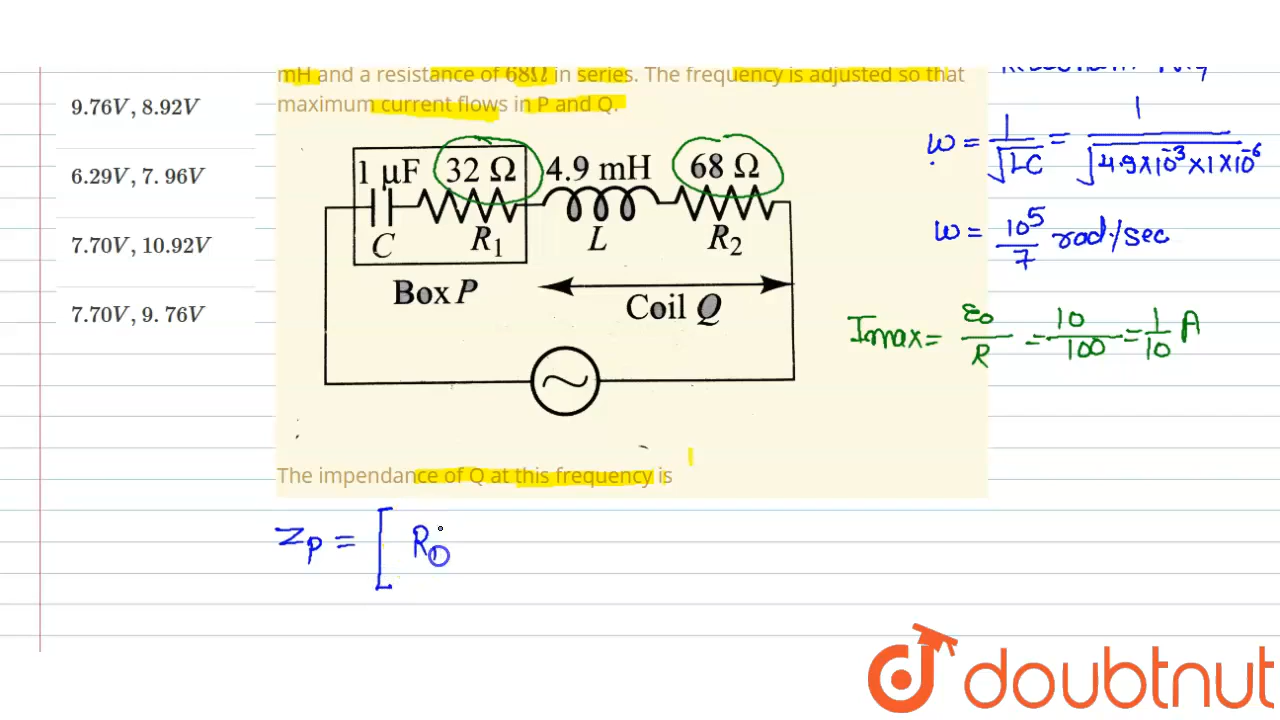 mH and a resistance of 68Ω in series. The frequency is adjusted so that
maximum current flows in P and Q.
9.76V, 8.92V
6.29V, 7.96V
7.70V, 10.92V
7.70V, 9.76V
1 μF 32 Ω 4.9 mH 68 Ω
C R₁ L R₂
Box P
Coil Q
The impendance of Q at this frequency is
ω = 1/√LC = 1/√4.9×10⁻³×1×10⁻⁶
ω = 10⁵/7 rad/sec
Imax = ε₀/R = 10/100 = 1/10 A
Zp = [ R₁
doubtnut